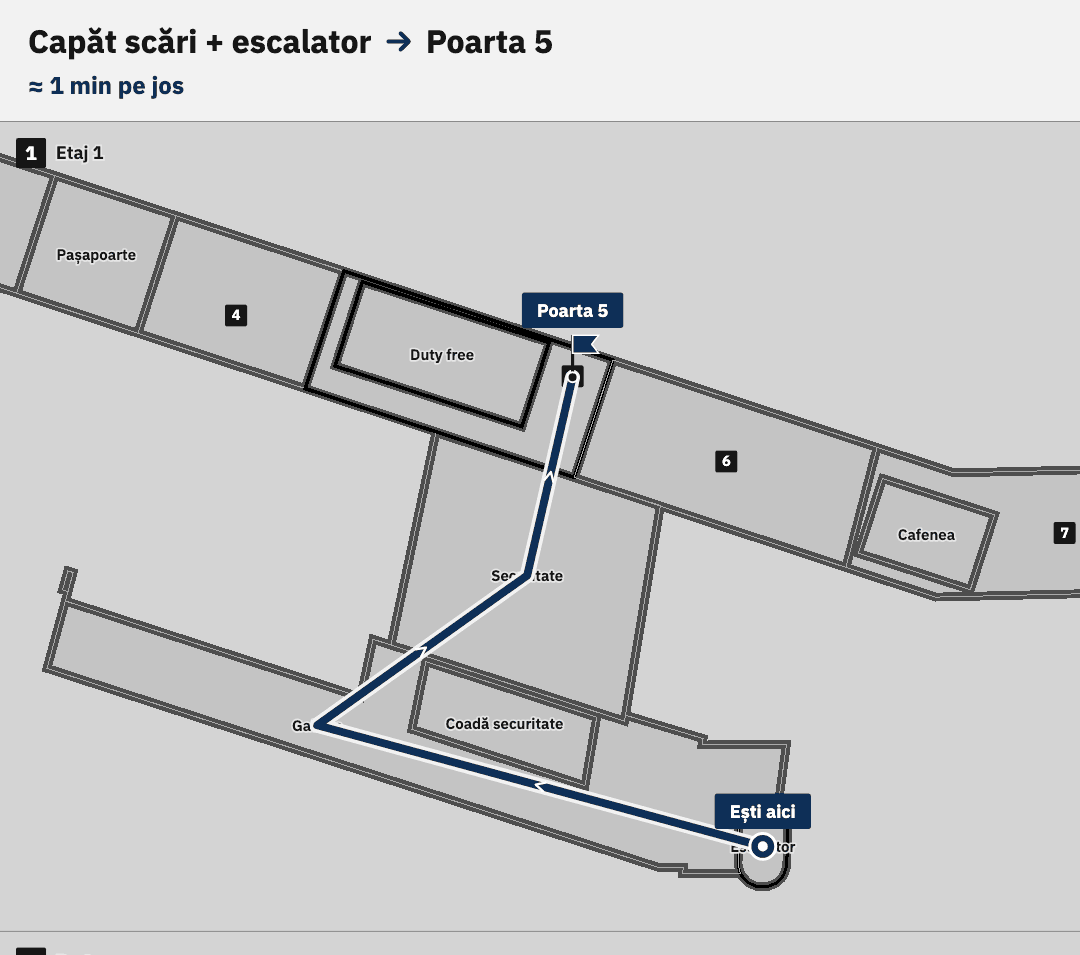 Capăt scări + escalator → Poarta 5
≈ 1 min pe jos
1 Etaj 1
Pașapoarte
4
Poarta 5
Duty free
6
Cafenea
7
Coadă securitate
Ești aici